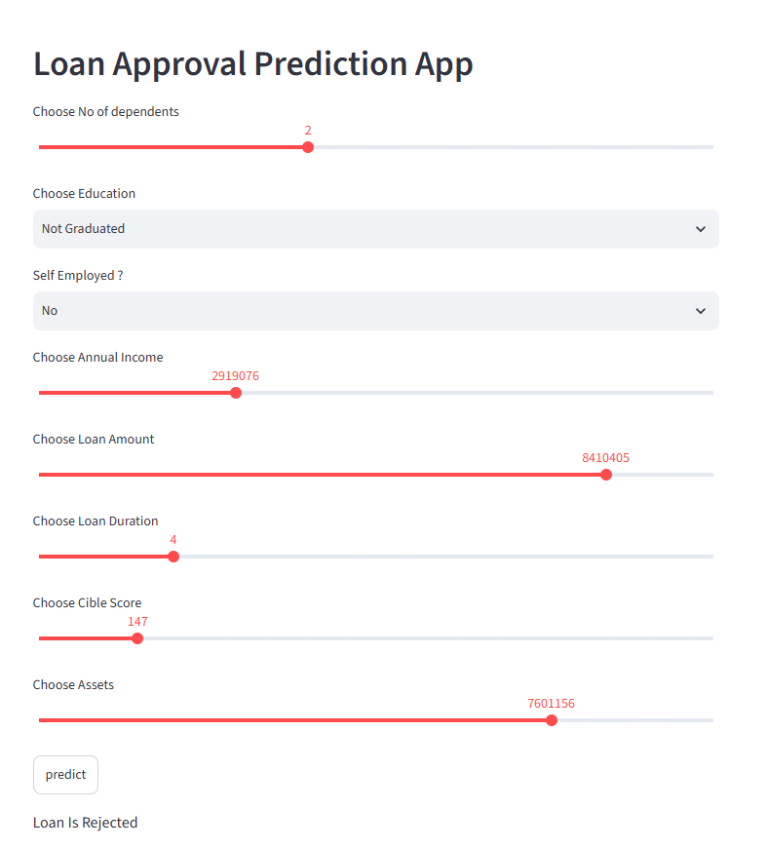 Loan Approval Prediction App
Choose No of dependents
2
Choose Education
Not Graduated
Self Employed ?
No
Choose Annual Income
2919076
Choose Loan Amount
8410405
Choose Loan Duration
4
Choose Cible Score
147
Choose Assets
7601156
predict
Loan Is Rejected